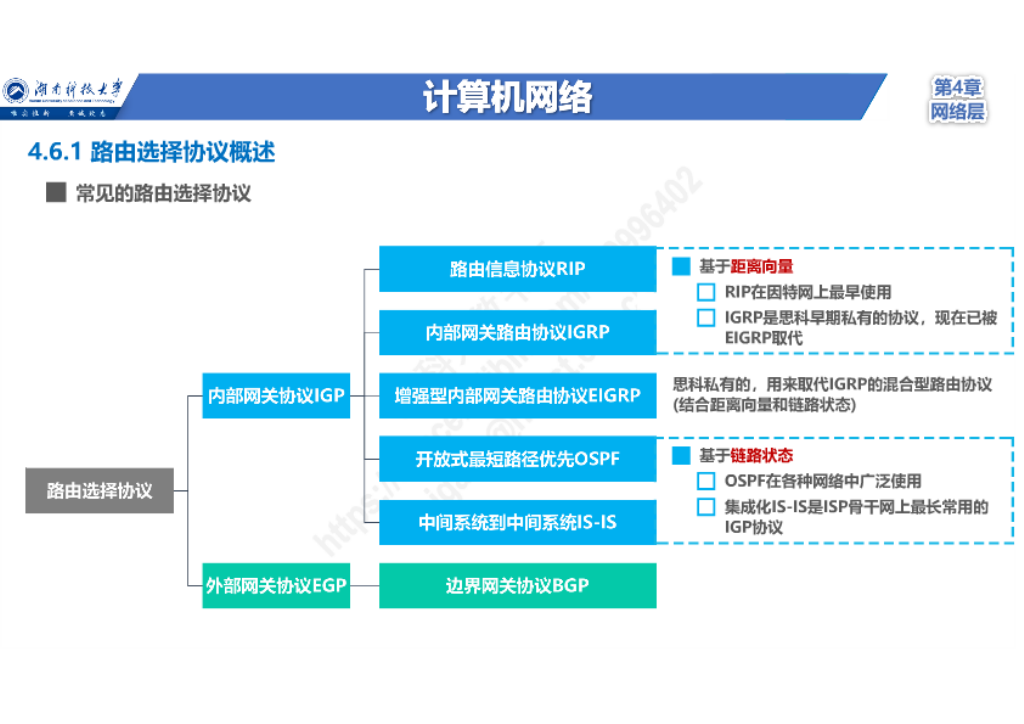 湖南科技大学
计算机网络
第4章
网络层
4.6.1 路由选择协议概述
常见的路由选择协议
路由信息协议RIP
基于距离向量
RIP在因特网上最早使用
IGRP是思科早期私有的协议，现在已被
EIGRP取代
内部网关路由协议IGRP
内部网关协议IGP
增强型内部网关路由协议EIGRP
思科私有的，用来取代IGRP的混合型路由协议
(结合距离向量和链路状态)
开放式最短路径优先OSPF
基于链路状态
OSPF在各种网络中广泛使用
集成化IS-IS是ISP骨干网上最长常用的
IGP协议
路由选择协议
中间系统到中间系统IS-IS
外部网关协议EGP
边界网关协议BGP